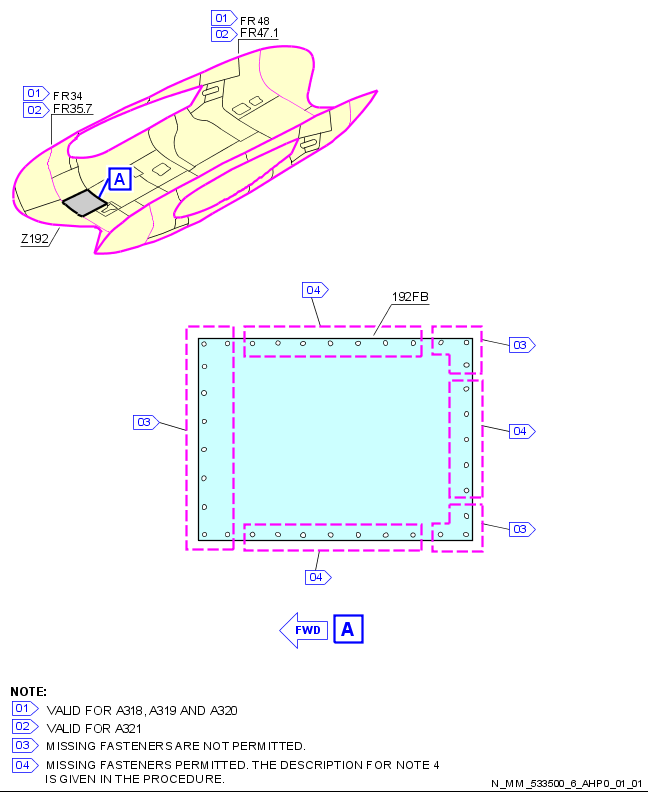 01 FR48
02 FR47.1
01 FR34
02 FR35.7
A
Z192
04
192FB
03
03
04
03
04
FWD A
NOTE:
01 VALID FOR A318, A319 AND A320
02 VALID FOR A321
03 MISSING FASTENERS ARE NOT PERMITTED.
04 MISSING FASTENERS PERMITTED. THE DESCRIPTION FOR NOTE 4
IS GIVEN IN THE PROCEDURE.
N_MM_533500_6_AHP0_01_01